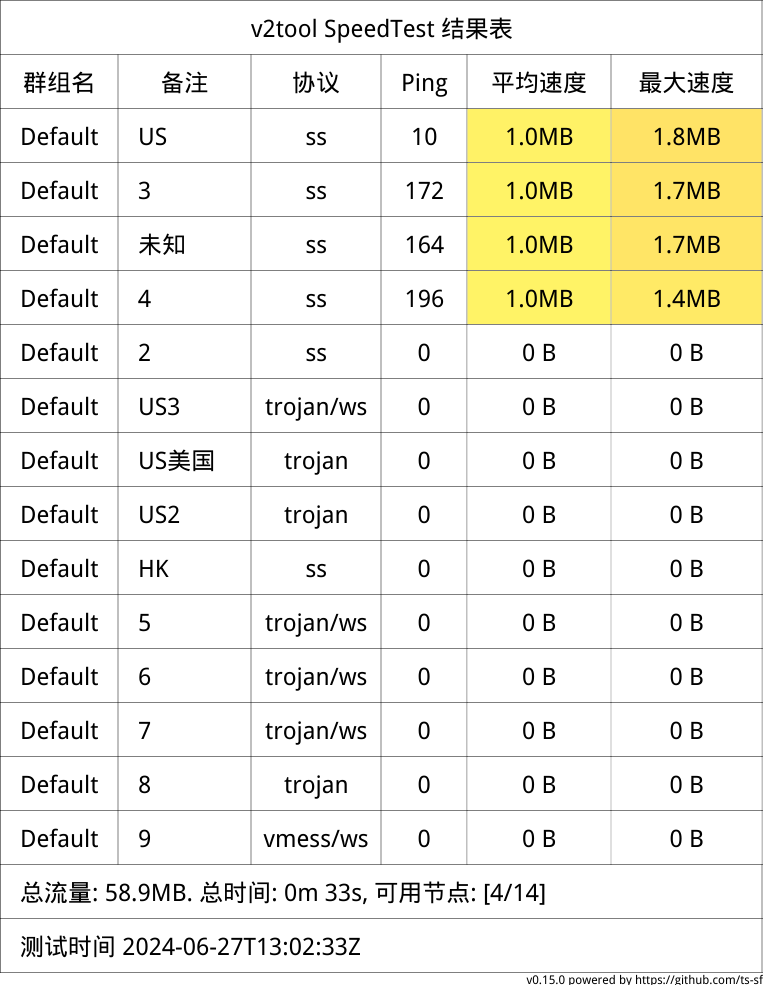 v2tool SpeedTest 结果表
群组名 备注 协议 Ping 平均速度 最大速度
Default US ss 10 1.0MB 1.8MB
Default 3 ss 172 1.0MB 1.7MB
Default 未知 ss 164 1.0MB 1.7MB
Default 4 ss 196 1.0MB 1.4MB
Default 2 ss 0 0 B 0 B
Default US3 trojan/ws 0 0 B 0 B
Default US美国 trojan 0 0 B 0 B
Default US2 trojan 0 0 B 0 B
Default HK ss 0 0 B 0 B
Default 5 trojan/ws 0 0 B 0 B
Default 6 trojan/ws 0 0 B 0 B
Default 7 trojan/ws 0 0 B 0 B
Default 8 trojan 0 0 B 0 B
Default 9 vmess/ws 0 0 B 0 B
总流量: 58.9MB. 总时间: 0m 33s, 可用节点: [4/14]
测试时间 2024-06-27T13:02:33Z
v0.15.0 powered by https://github.com/ts-sf